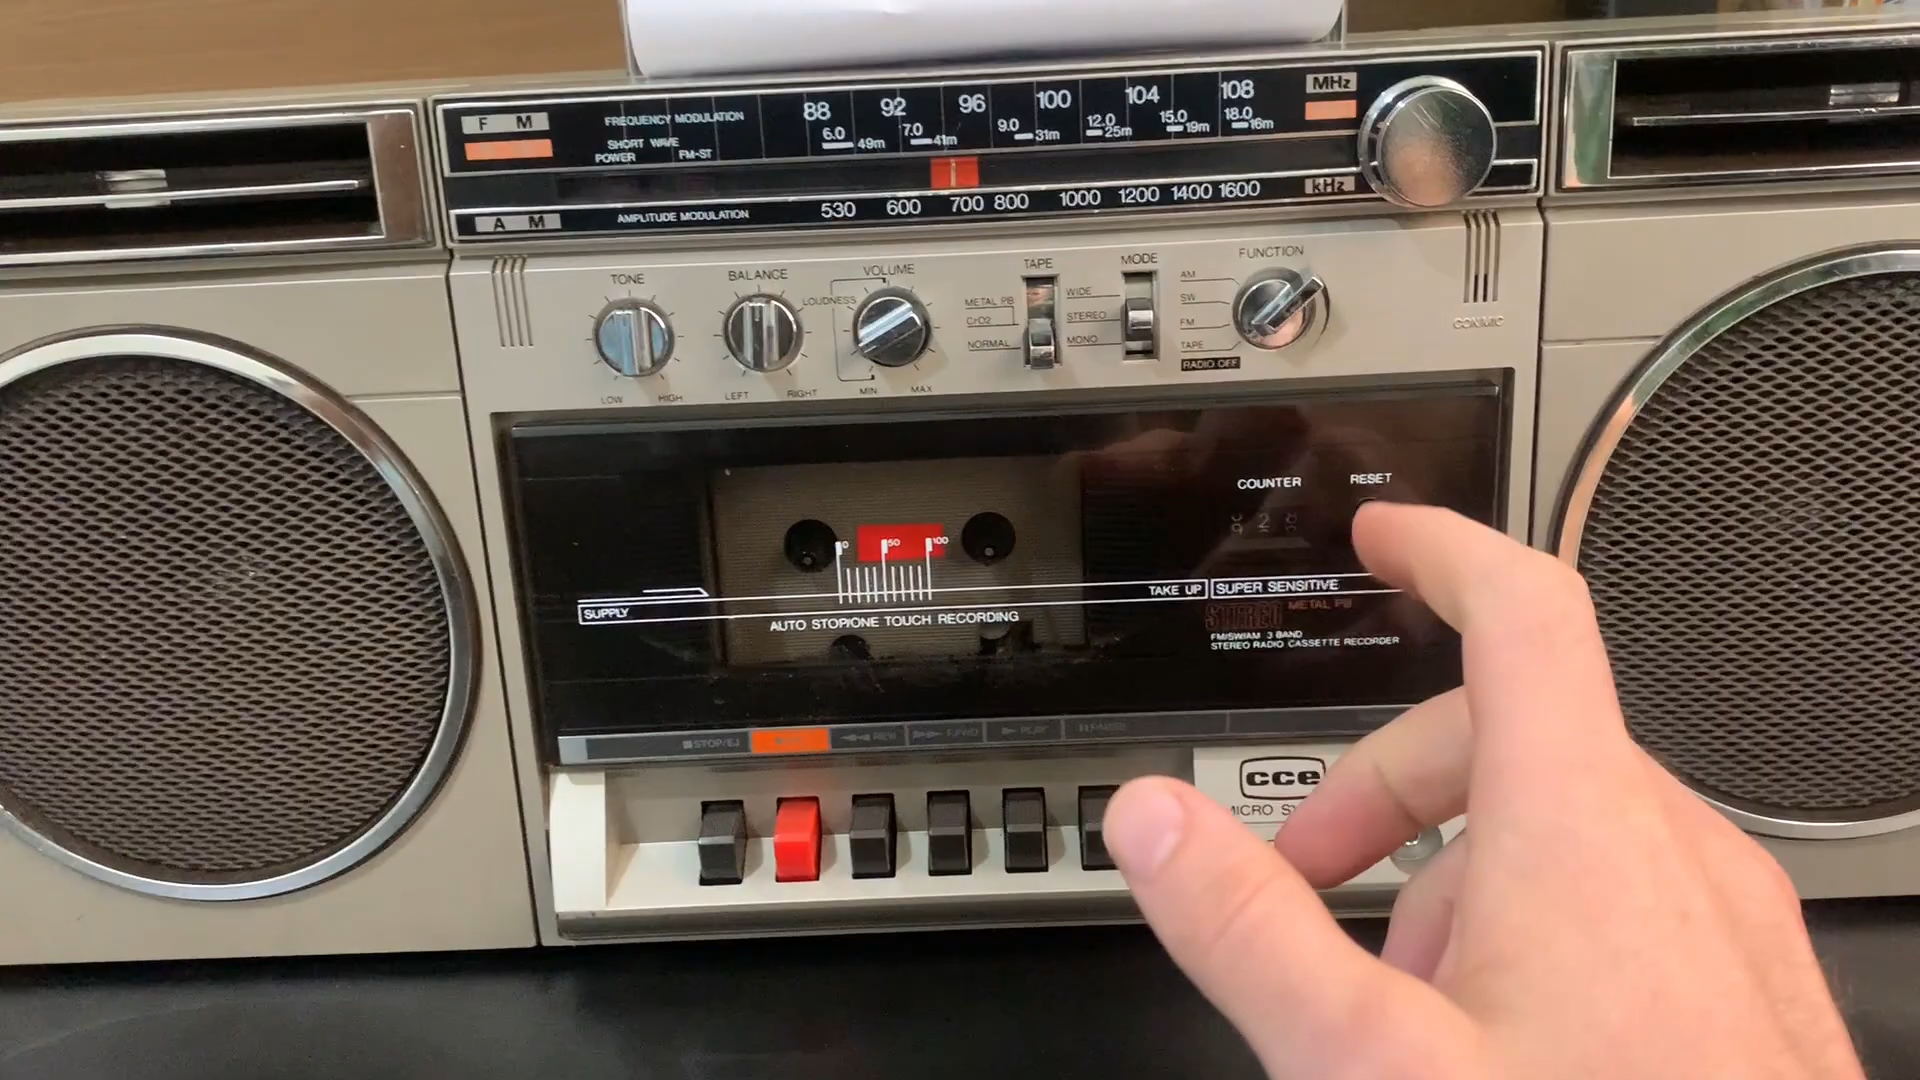 F M FREQUENCY MODULATION 88 92 96 100 104 108 MHz
SHORT WAVE 6.0 49m 7.0 41m 9.0 31m 12.0 25m 15.0 19m 18.0 16m
POWER FM-ST
A M AMPLITUDE MODULATION 530 600 700 800 1000 1200 1400 1600 kHz
TONE
LOW HIGH
BALANCE
LEFT RIGHT
VOLUME
LOUDNESS
MIN MAX
TAPE
METAL PB
CrO2
NORMAL
MODE
WIDE
STEREO
MONO
FUNCTION
AM
SW
FM
TAPE
RADIO OFF
COUNTER RESET
2
0 50 100
SUPPLY
TAKE UP
SUPER SENSITIVE
AUTO STOP/ONE TOUCH RECORDING
STEREO METAL PB
FM/SW/AM 3 BAND
STEREO RADIO CASSETTE RECORDER
STOP/EJ REW F.FWD PLAY PAUSE
cce